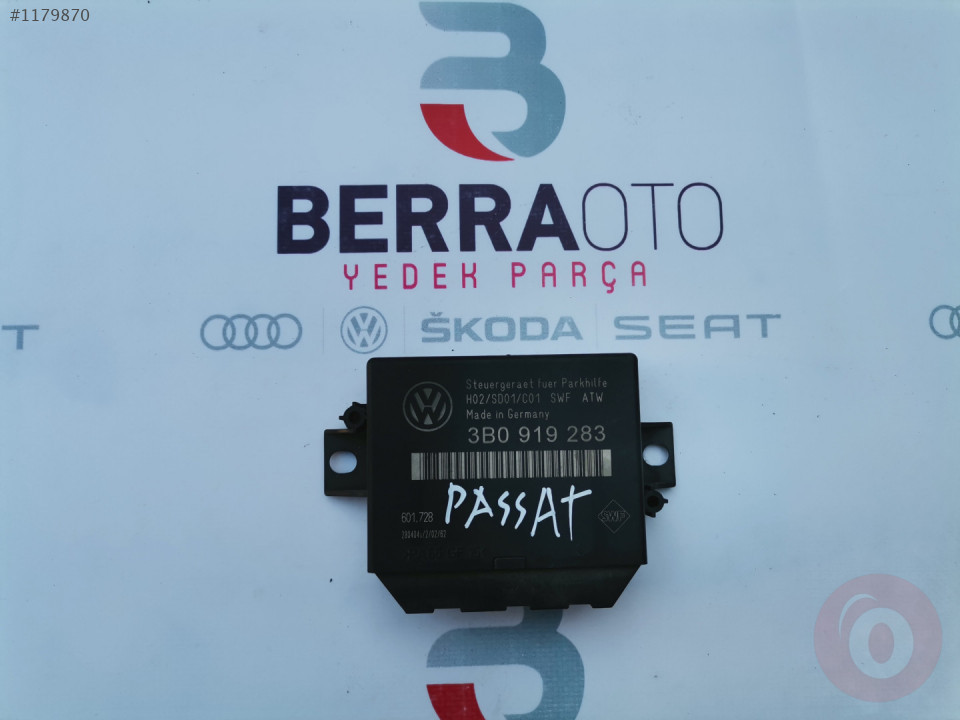 #1179870
BERRAOTO
YEDEK PARÇA
T
ŠKODA SEAT
Steuergeraet fuer Parkhilfe
H02/SD01/C01 SWF ATW
Made in Germany
3B0 919 283
PASSAT
601.728
SWF